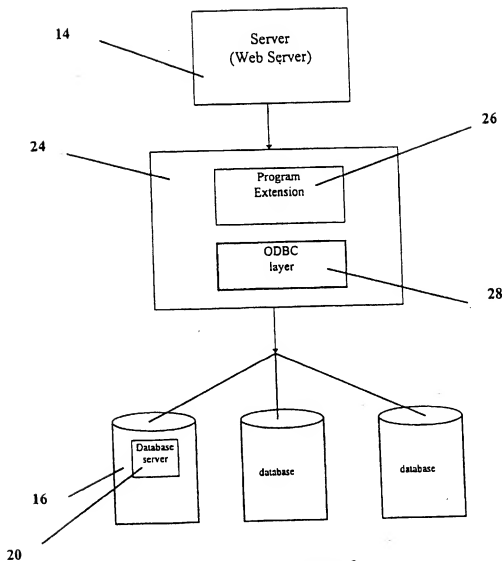 14
Server
(Web Server)
24
26
Program
Extension
ODBC
layer
28
Database
server
database
database
16
20